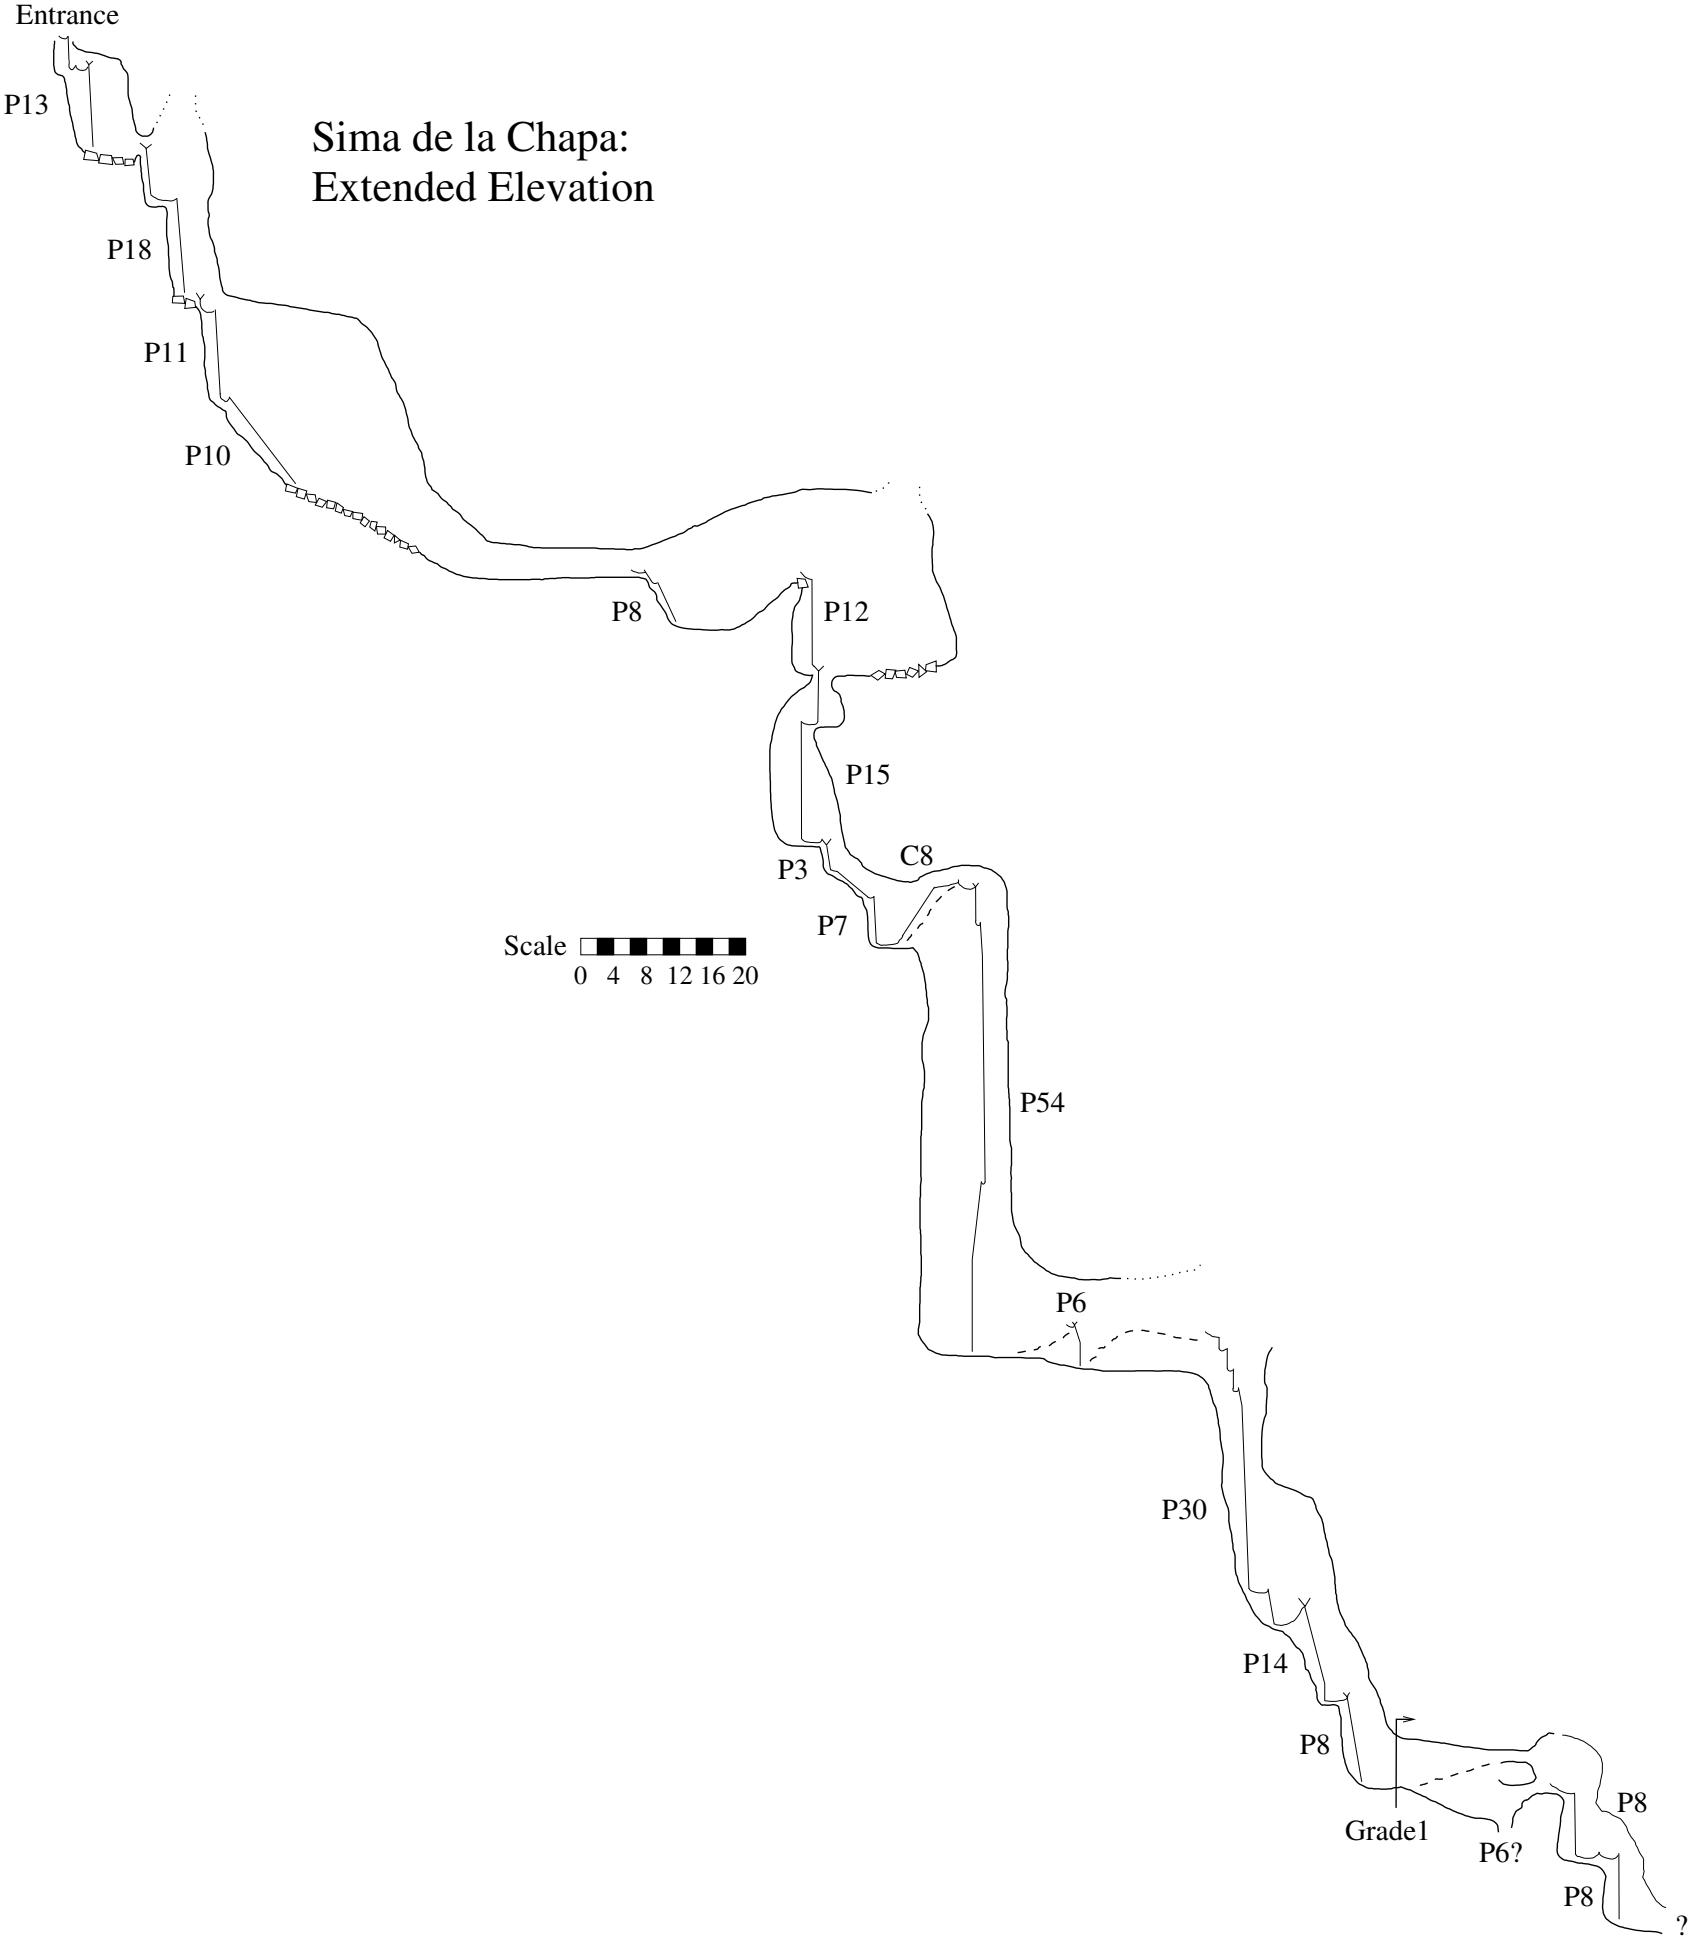 Entrance
P13
Sima de la Chapa:
Extended Elevation
P18
P11
P10
P8
P12
P15
C8
P3
P7
Scale
0 4 8 12 16 20
P54
P6
P30
P14
P8
P8
Grade1
P6?
P8
?